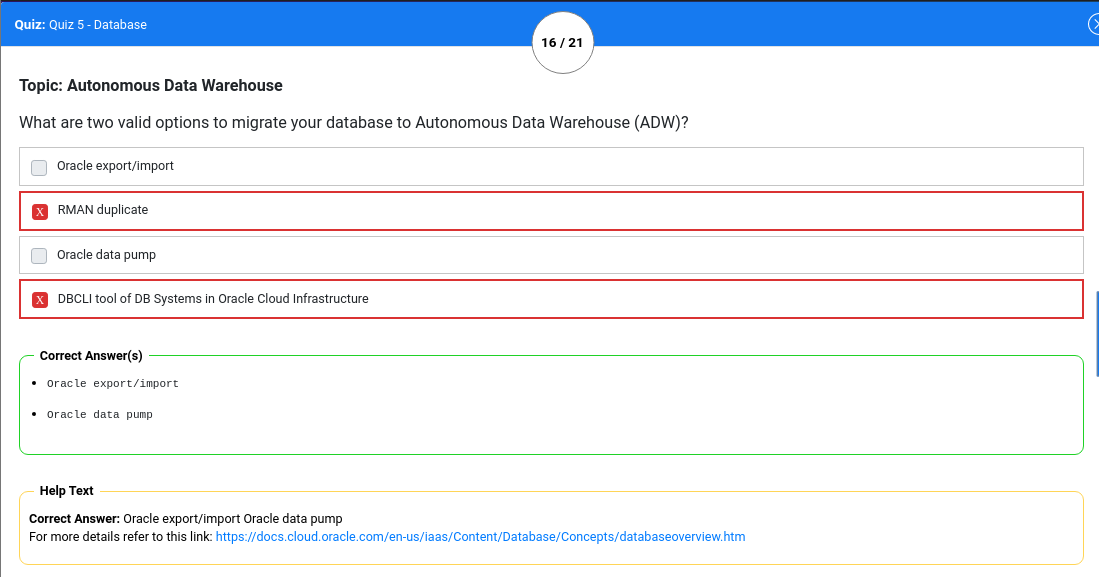 Quiz: Quiz 5 - Database
16 / 21
Topic: Autonomous Data Warehouse
What are two valid options to migrate your database to Autonomous Data Warehouse (ADW)?
Oracle export/import
X RMAN duplicate
Oracle data pump
X DBCLI tool of DB Systems in Oracle Cloud Infrastructure
Correct Answer(s)
• Oracle export/import
• Oracle data pump
Help Text
Correct Answer: Oracle export/import Oracle data pump
For more details refer to this link: https://docs.cloud.oracle.com/en-us/iaas/Content/Database/Concepts/databaseoverview.htm